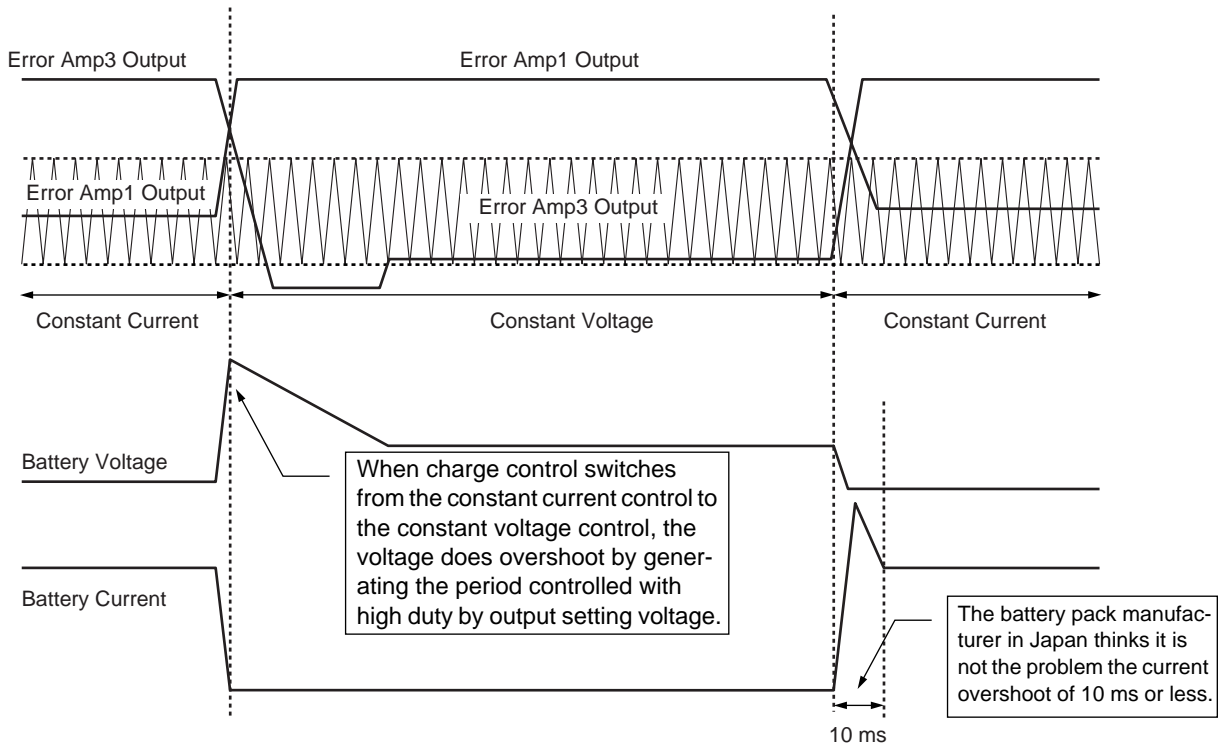 Error Amp3 Output
Error Amp1 Output
Error Amp1 Output
Error Amp3 Output
Constant Current
Constant Voltage
Constant Current
Battery Voltage
When charge control switches
from the constant current control to
the constant voltage control, the
voltage does overshoot by gener-
ating the period controlled with
high duty by output setting voltage.
Battery Current
The battery pack manufac-
turer in Japan thinks it is
not the problem the current
overshoot of 10 ms or less.
10 ms